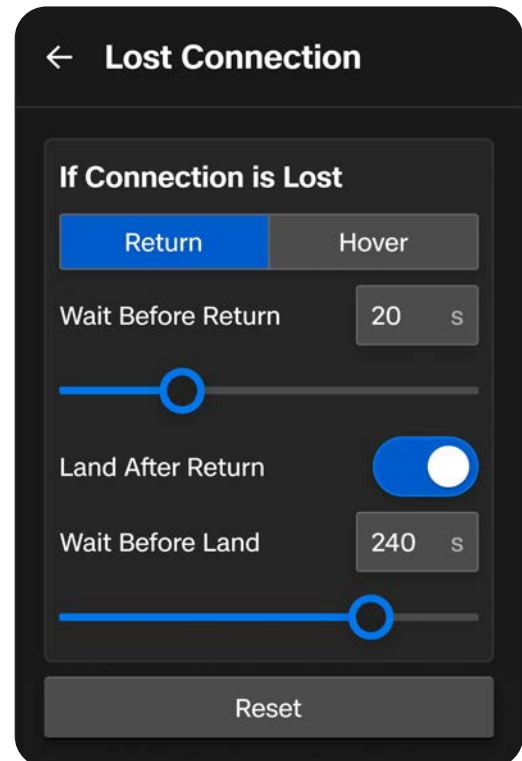 Lost Connection
If Connection is Lost
Return Hover
Wait Before Return 20 s
Land After Return
Wait Before Land 240 s
Reset